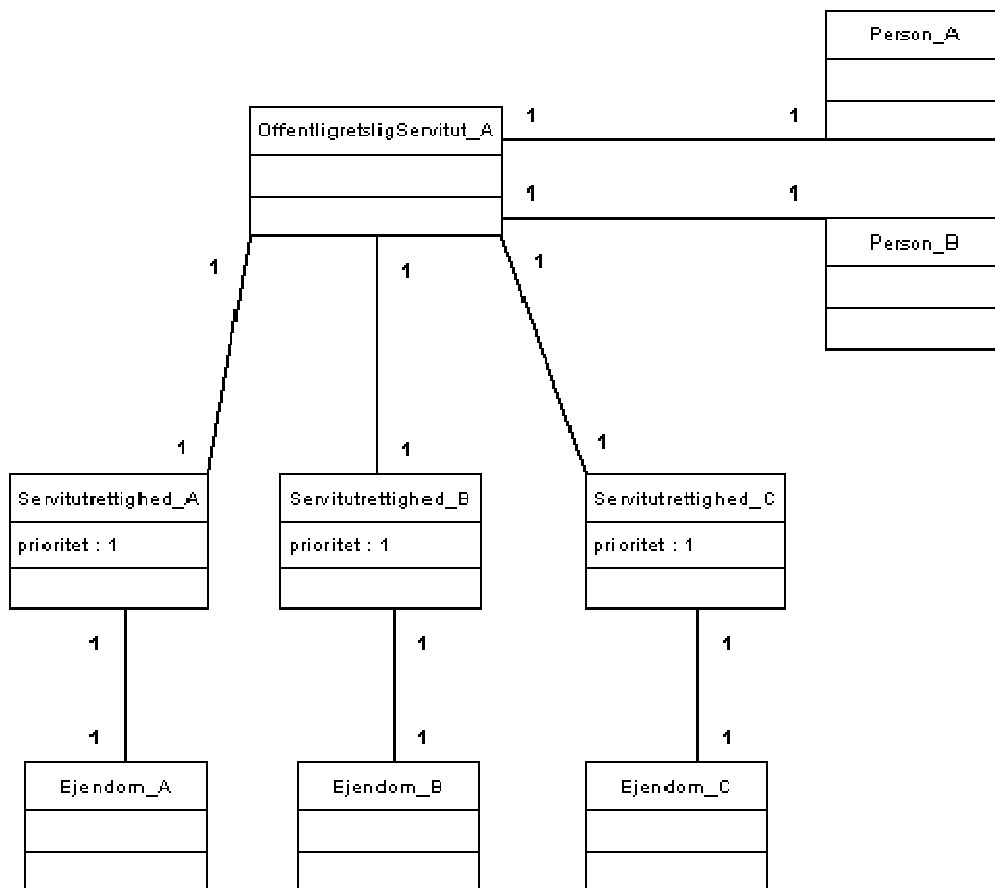 Person_A
1 1
OffentligretsligServitut_A
1 1
Person_B
1 1 1
1 1 1
Servitutrettighed_A Servitutrettighed_B Servitutrettighed_C
prioritet : 1 prioritet : 1 prioritet : 1
1 1 1
1 1 1
Ejendom_A Ejendom_B Ejendom_C